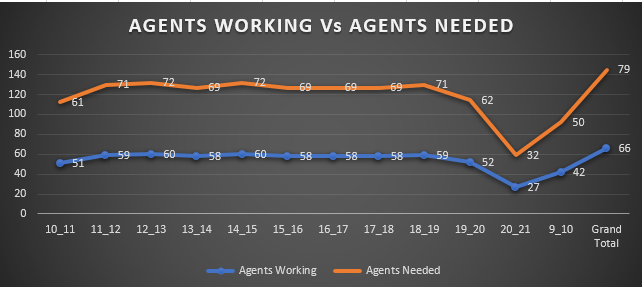 AGENTS WORKING Vs AGENTS NEEDED
160
140
120
100
80
60
40
20
0
61 71 72 69 72 69 69 69 71 62 32 50 79
51 59 60 58 60 58 58 58 59 52 27 42 66
10_11 11_12 12_13 13_14 14_15 15_16 16_17 17_18 18_19 19_20 20_21 9_10 Grand
Total
Agents Working Agents Needed